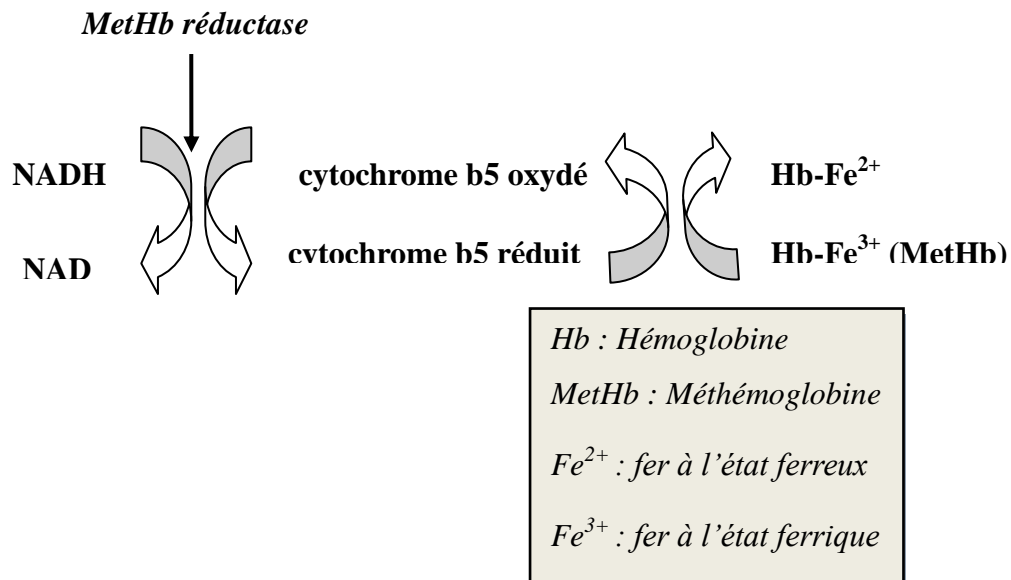 MetHb réductase
NADH cytochrome b5 oxydé Hb-Fe²⁺
NAD cytochrome b5 réduit Hb-Fe³⁺ (MetHb)
Hb : Hémoglobine
MetHb : Méthémoglobine
Fe²⁺ : fer à l'état ferreux
Fe³⁺ : fer à l'état ferrique